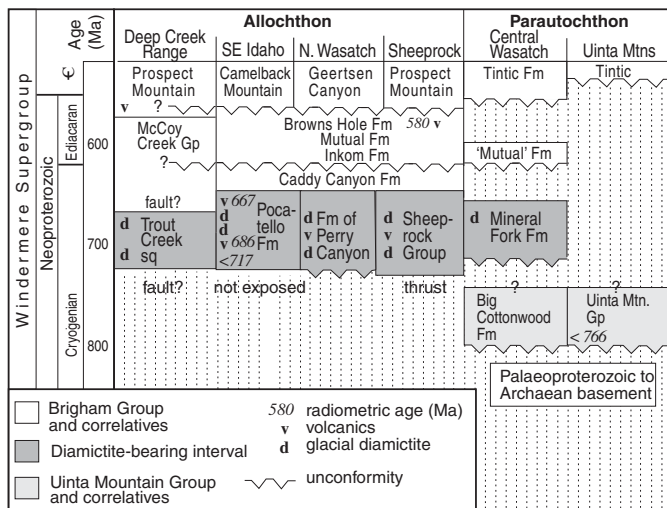 Allochthon
Parautochthon
Age
(Ma)
Deep Creek
Range
SE Idaho
N. Wasatch
Sheeprock
Central
Wasatch
Uinta Mtns
Windermere Supergroup
Neoproterozoic
Є
Ediacaran
Cryogenian
600
700
800
Prospect
Mountain
v ?
McCoy
Creek Gp
?
fault?
d Trout
Creek
d sq
fault?
Camelback
Mountain
Geertsen
Canyon
Prospect
Mountain
Browns Hole Fm 580 v
Mutual Fm
Inkom Fm
Caddy Canyon Fm
v 667
d Poca-
d tello
v 686 Fm
<717
not exposed
d Fm of
v Perry
d Canyon
d Sheep-
v rock
d Group
thrust
Tintic Fm
'Mutual' Fm
d Mineral
Fork Fm
?
Big
Cottonwood
Fm
Tintic
?
Uinta Mtn.
Gp
< 766
Palaeoproterozoic to
Archaean basement
Brigham Group
and correlatives
Diamictite-bearing interval
Uinta Mountain Group
and correlatives
580 radiometric age (Ma)
v volcanics
d glacial diamictite
unconformity